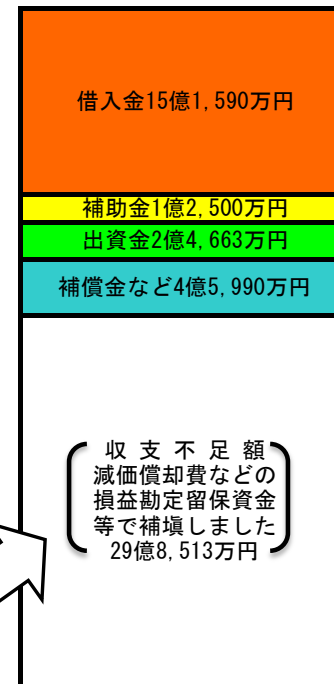 借入金15億1,590万円
補助金1億2,500万円
出資金2億4,663万円
補償金など4億5,990万円
収支不足額
減価償却費などの
損益勘定留保資金
等で補塡しました
29億8,513万円